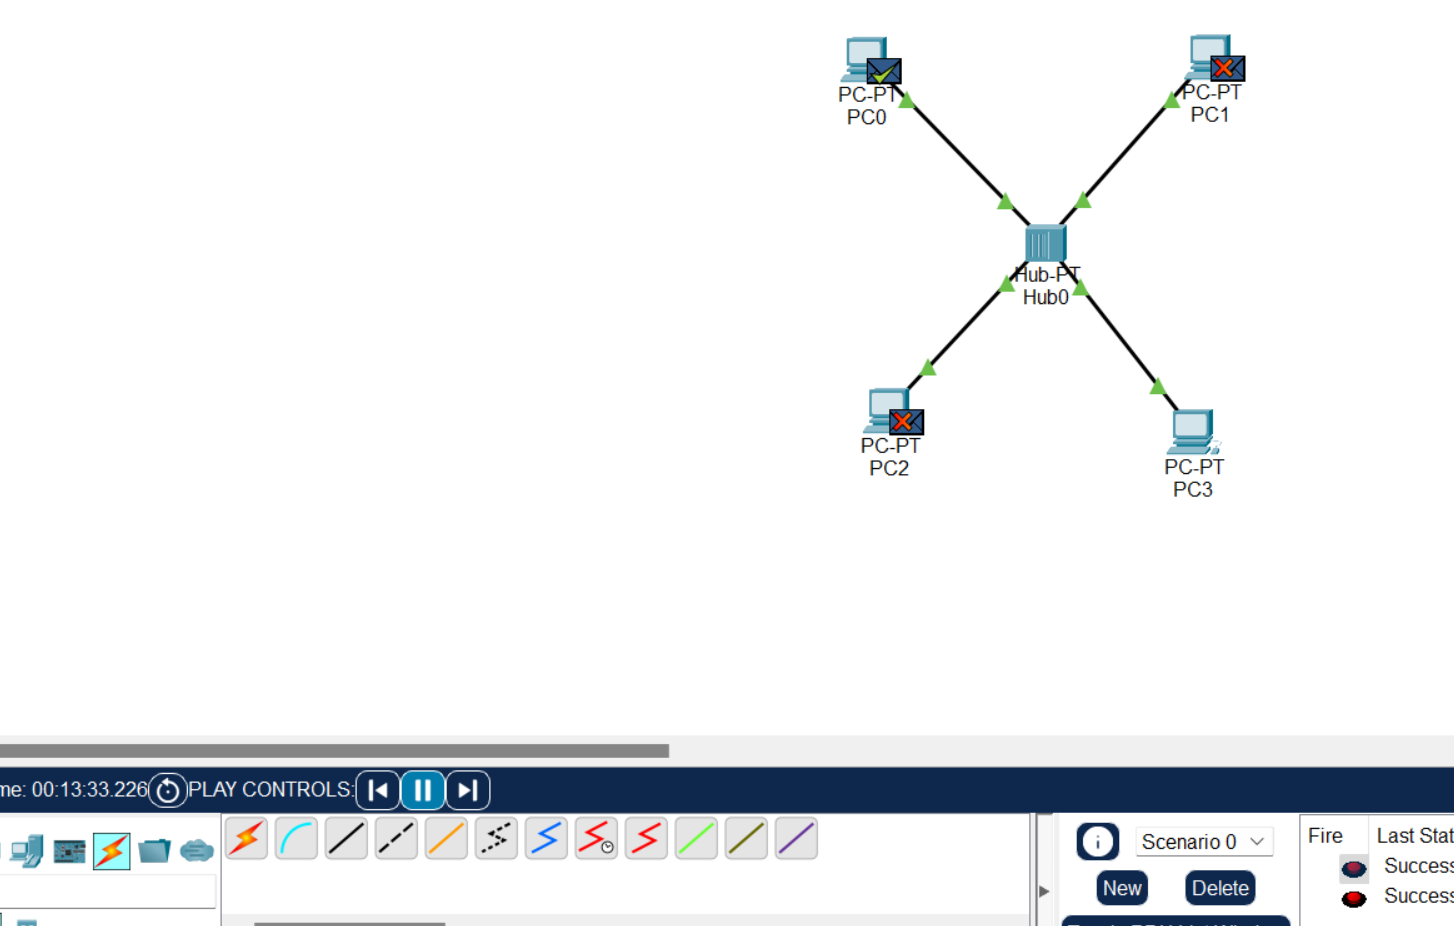 PC-PT
PC0
PC-PT
PC1
Hub-PT
Hub0
PC-PT
PC2
PC-PT
PC3
me: 00:13:33.226
PLAY CONTROLS:
Scenario 0
New
Delete
Fire
Last Stat
Success
Success